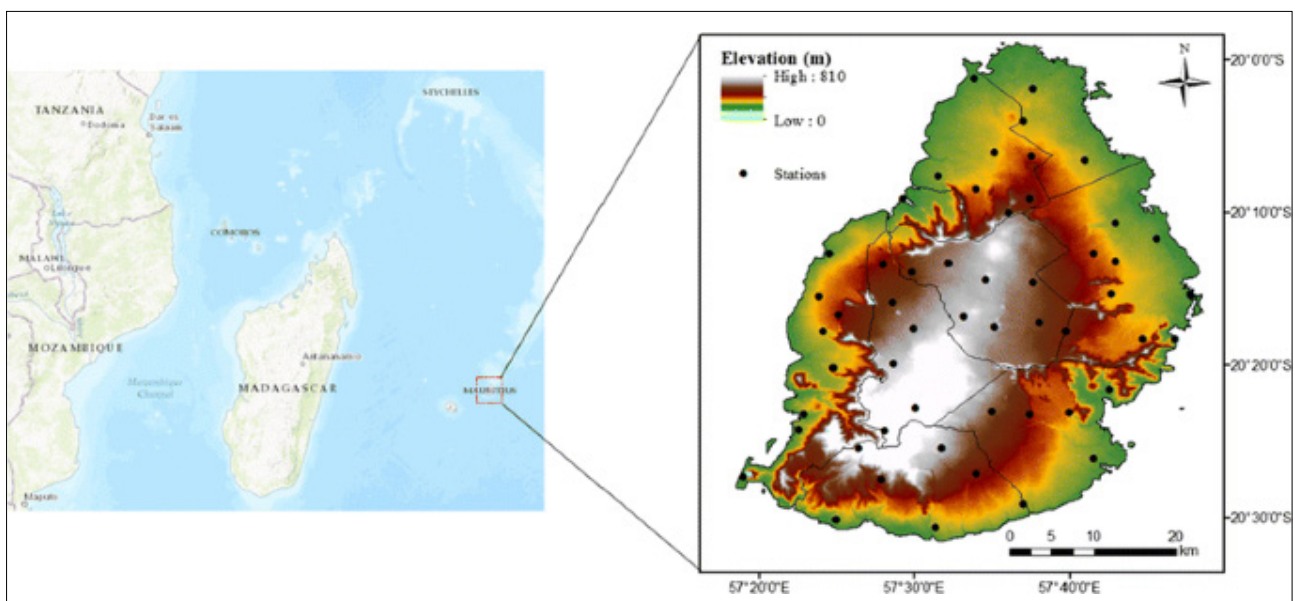 SEYCHELLES
TANZANIA
Dodoma
Dar es
Salaam
COMOROS
MALAWI
Lilongwe
MOZAMBIQUE
Mozambique
Channel
Antananarivo
MADAGASCAR
MAURITIUS
Maputo
Elevation (m)
High : 810
Low : 0
Stations
N
20°0'0"S
20°10'0"S
20°20'0"S
20°30'0"S
0 5 10 20
km
57°20'0"E
57°30'0"E
57°40'0"E